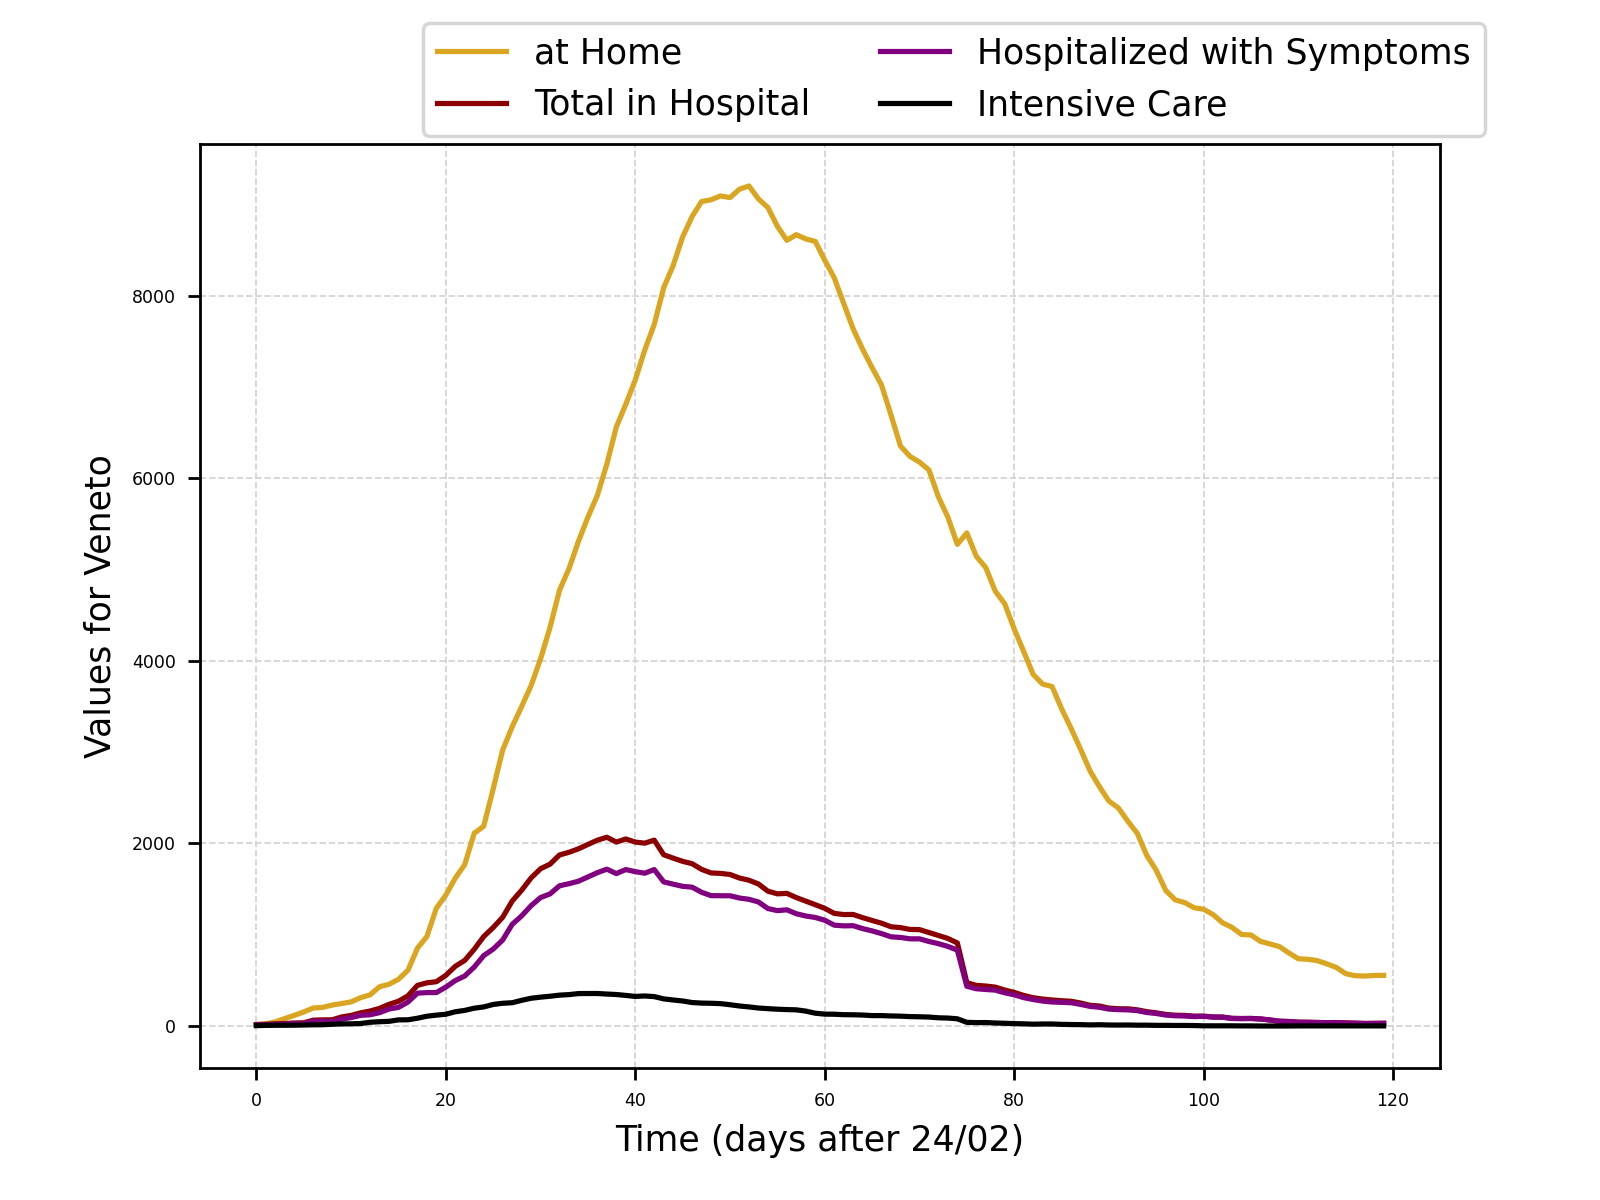 at Home
Total in Hospital
Hospitalized with Symptoms
Intensive Care
Values for Veneto
8000
6000
4000
2000
0
0 20 40 60 80 100 120
Time (days after 24/02)